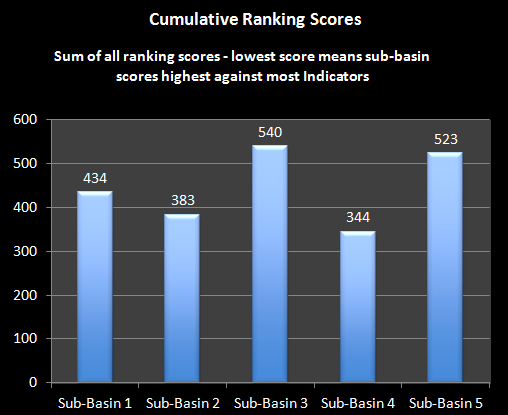 Cumulative Ranking Scores
Sum of all ranking scores - lowest score means sub-basin
scores highest against most Indicators
600
500
400
300
200
100
0
434
383
540
344
523
Sub-Basin 1
Sub-Basin 2
Sub-Basin 3
Sub-Basin 4
Sub-Basin 5